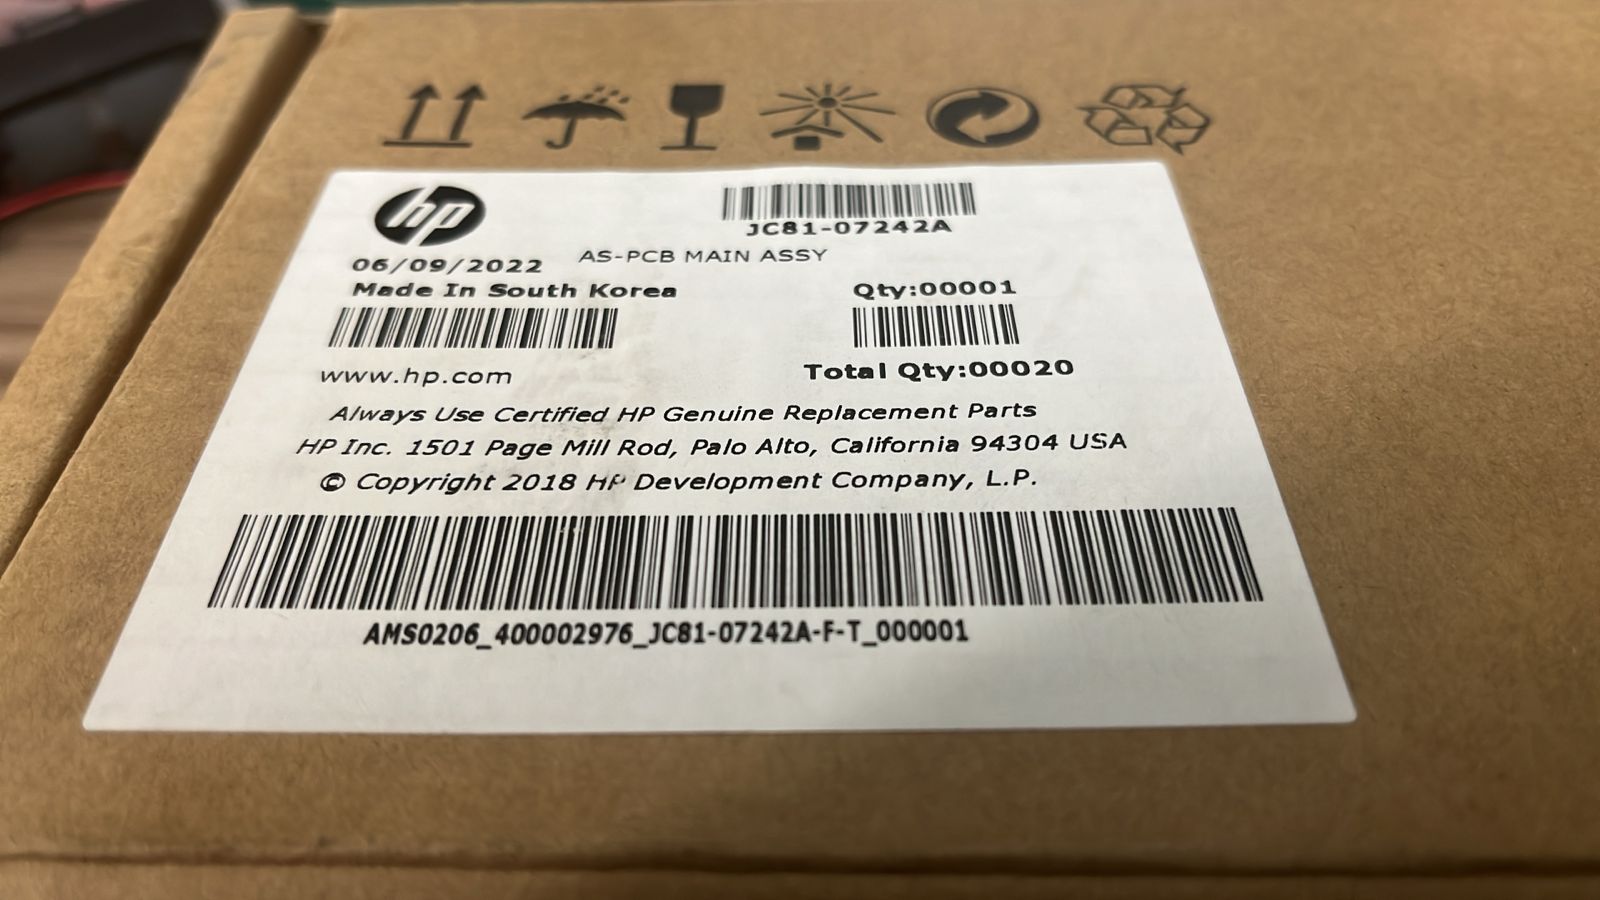 hp
JC81-07242A
06/09/2022 AS-PCB MAIN ASSY
Made In South Korea Qty:00001
www.hp.com Total Qty:00020
Always Use Certified HP Genuine Replacement Parts
HP Inc. 1501 Page Mill Rod, Palo Alto, California 94304 USA
© Copyright 2018 HP Development Company, L.P.
AMS0206_400002976_JC81-07242A-F-T_000001